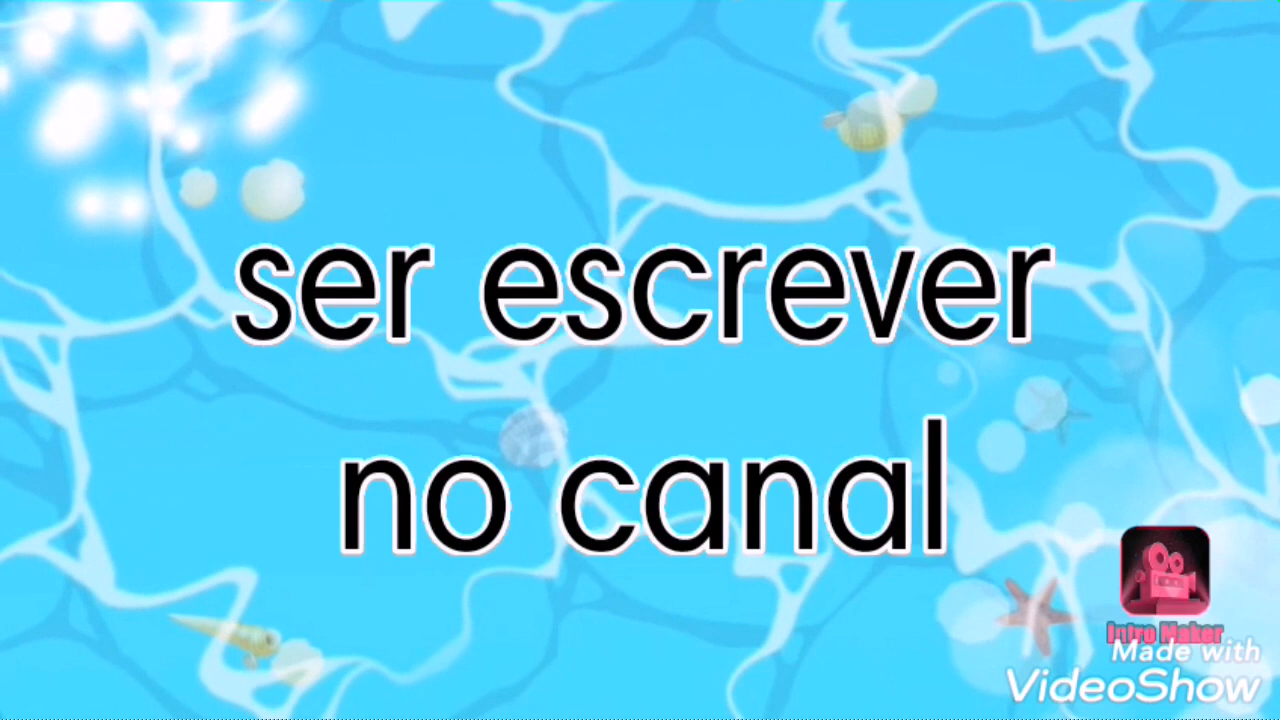 ser escrever
no canal
Intro Maker
Made with
VideoShow